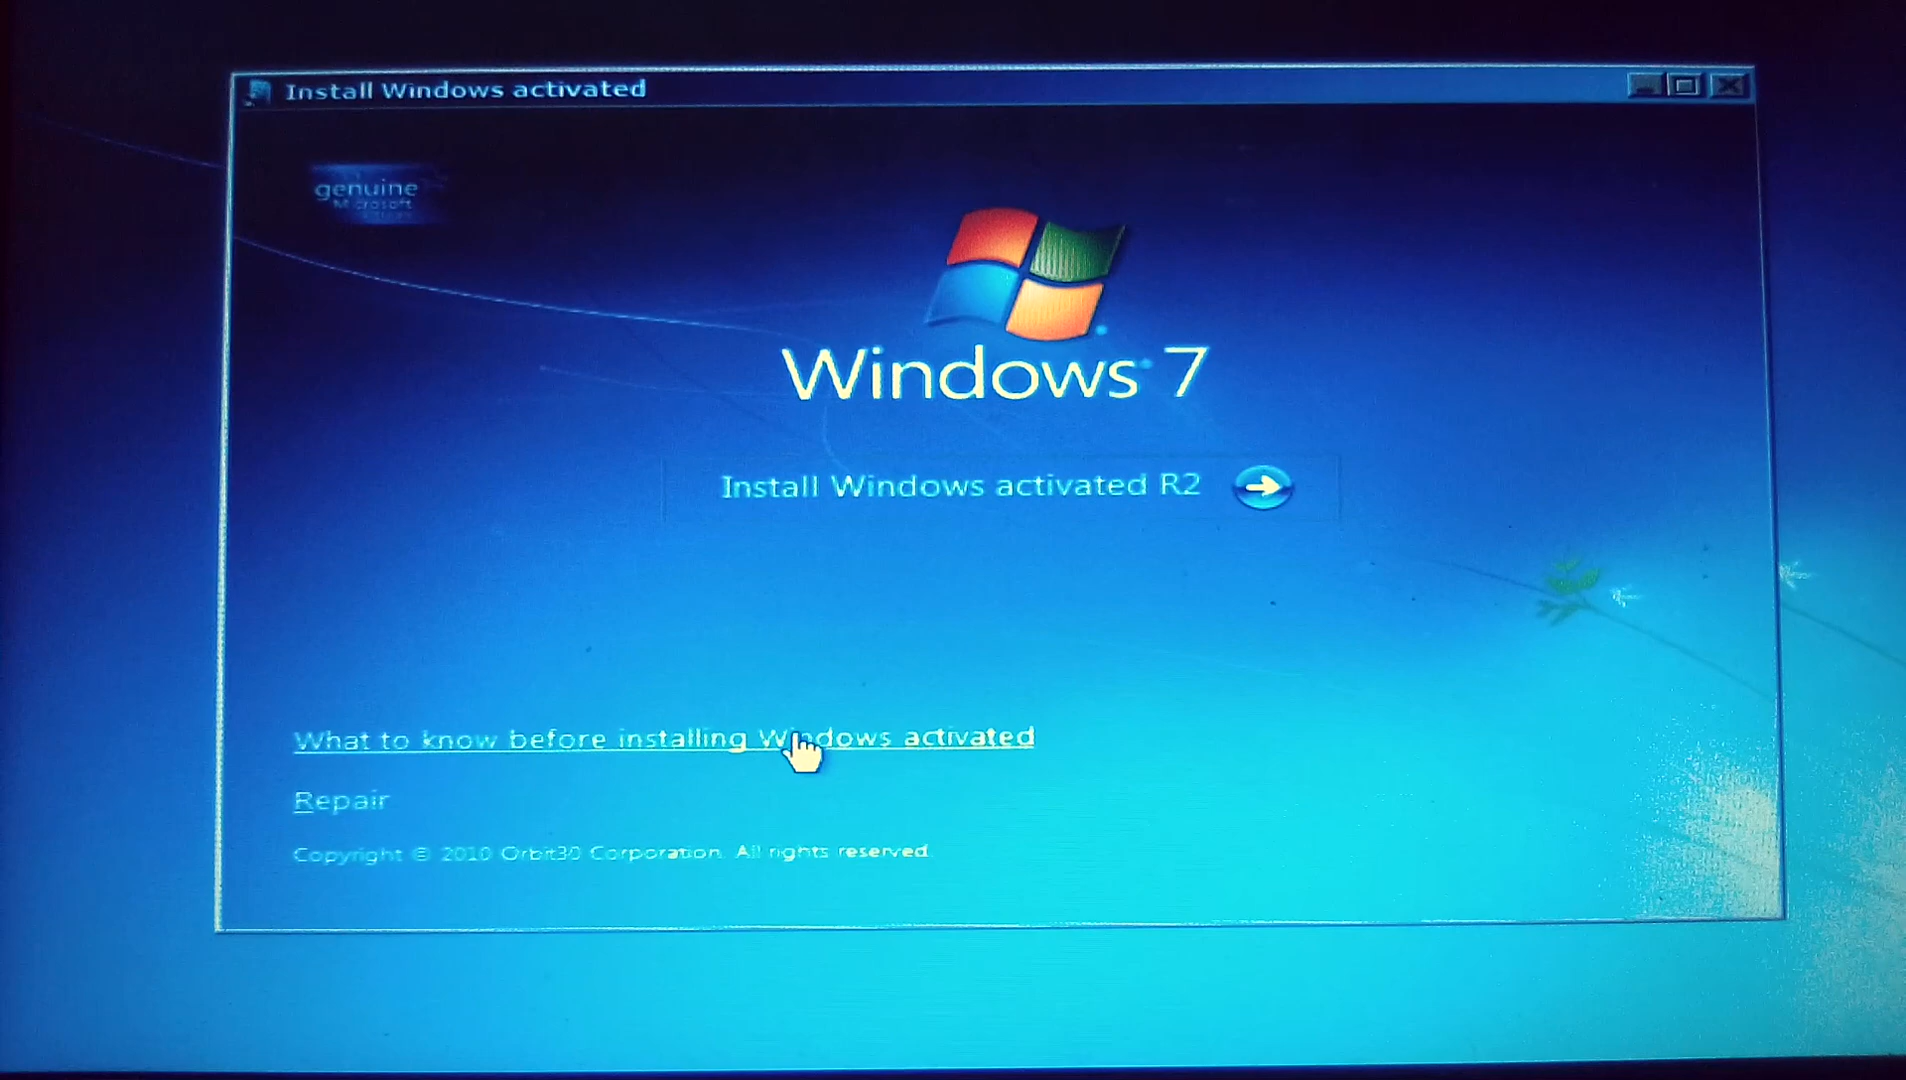 Install Windows activated
genuine
Microsoft
Windows 7
Install Windows activated R2
What to know before installing Windows activated
Repair
Copyright © 2010 Orbit30 Corporation. All rights reserved.